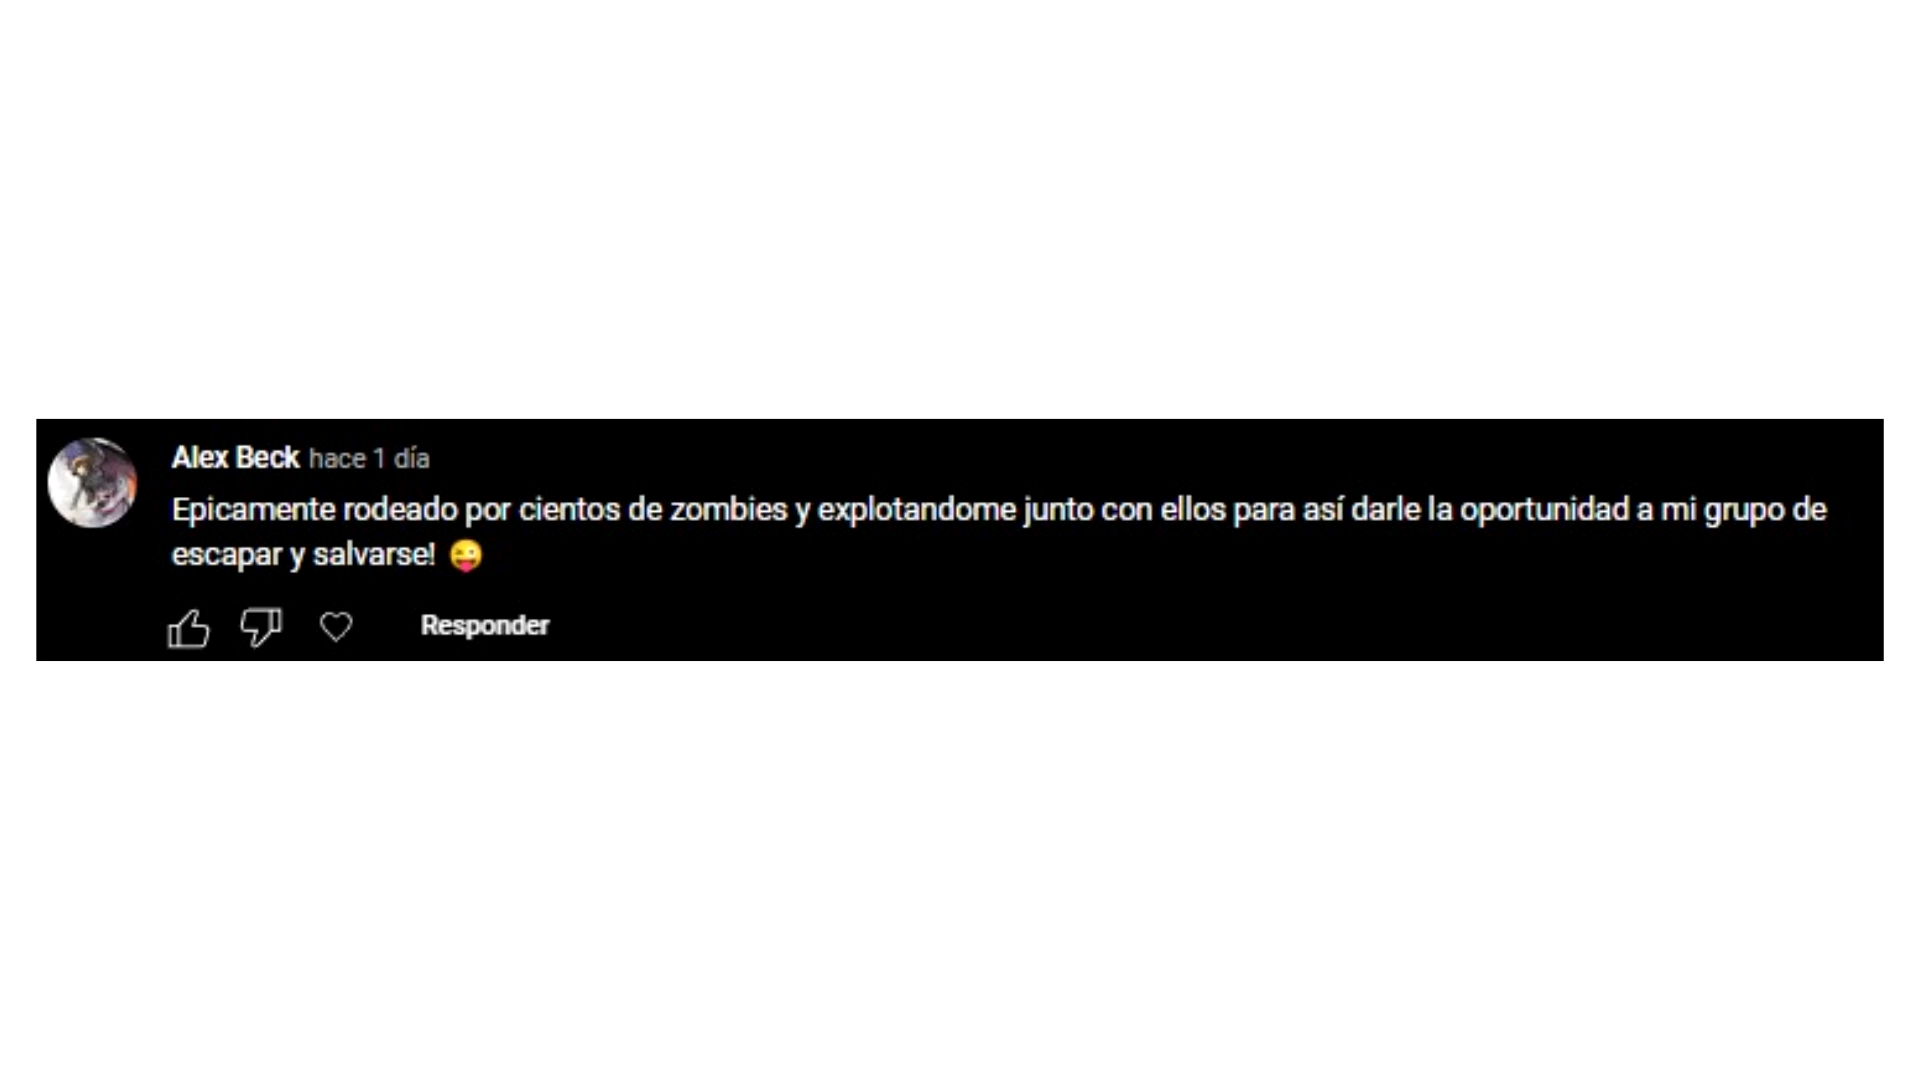 Alex Beck hace 1 día
Epicamente rodeado por cientos de zombies y explotandome junto con ellos para así darle la oportunidad a mi grupo de
escapar y salvarse! 😜
Responder